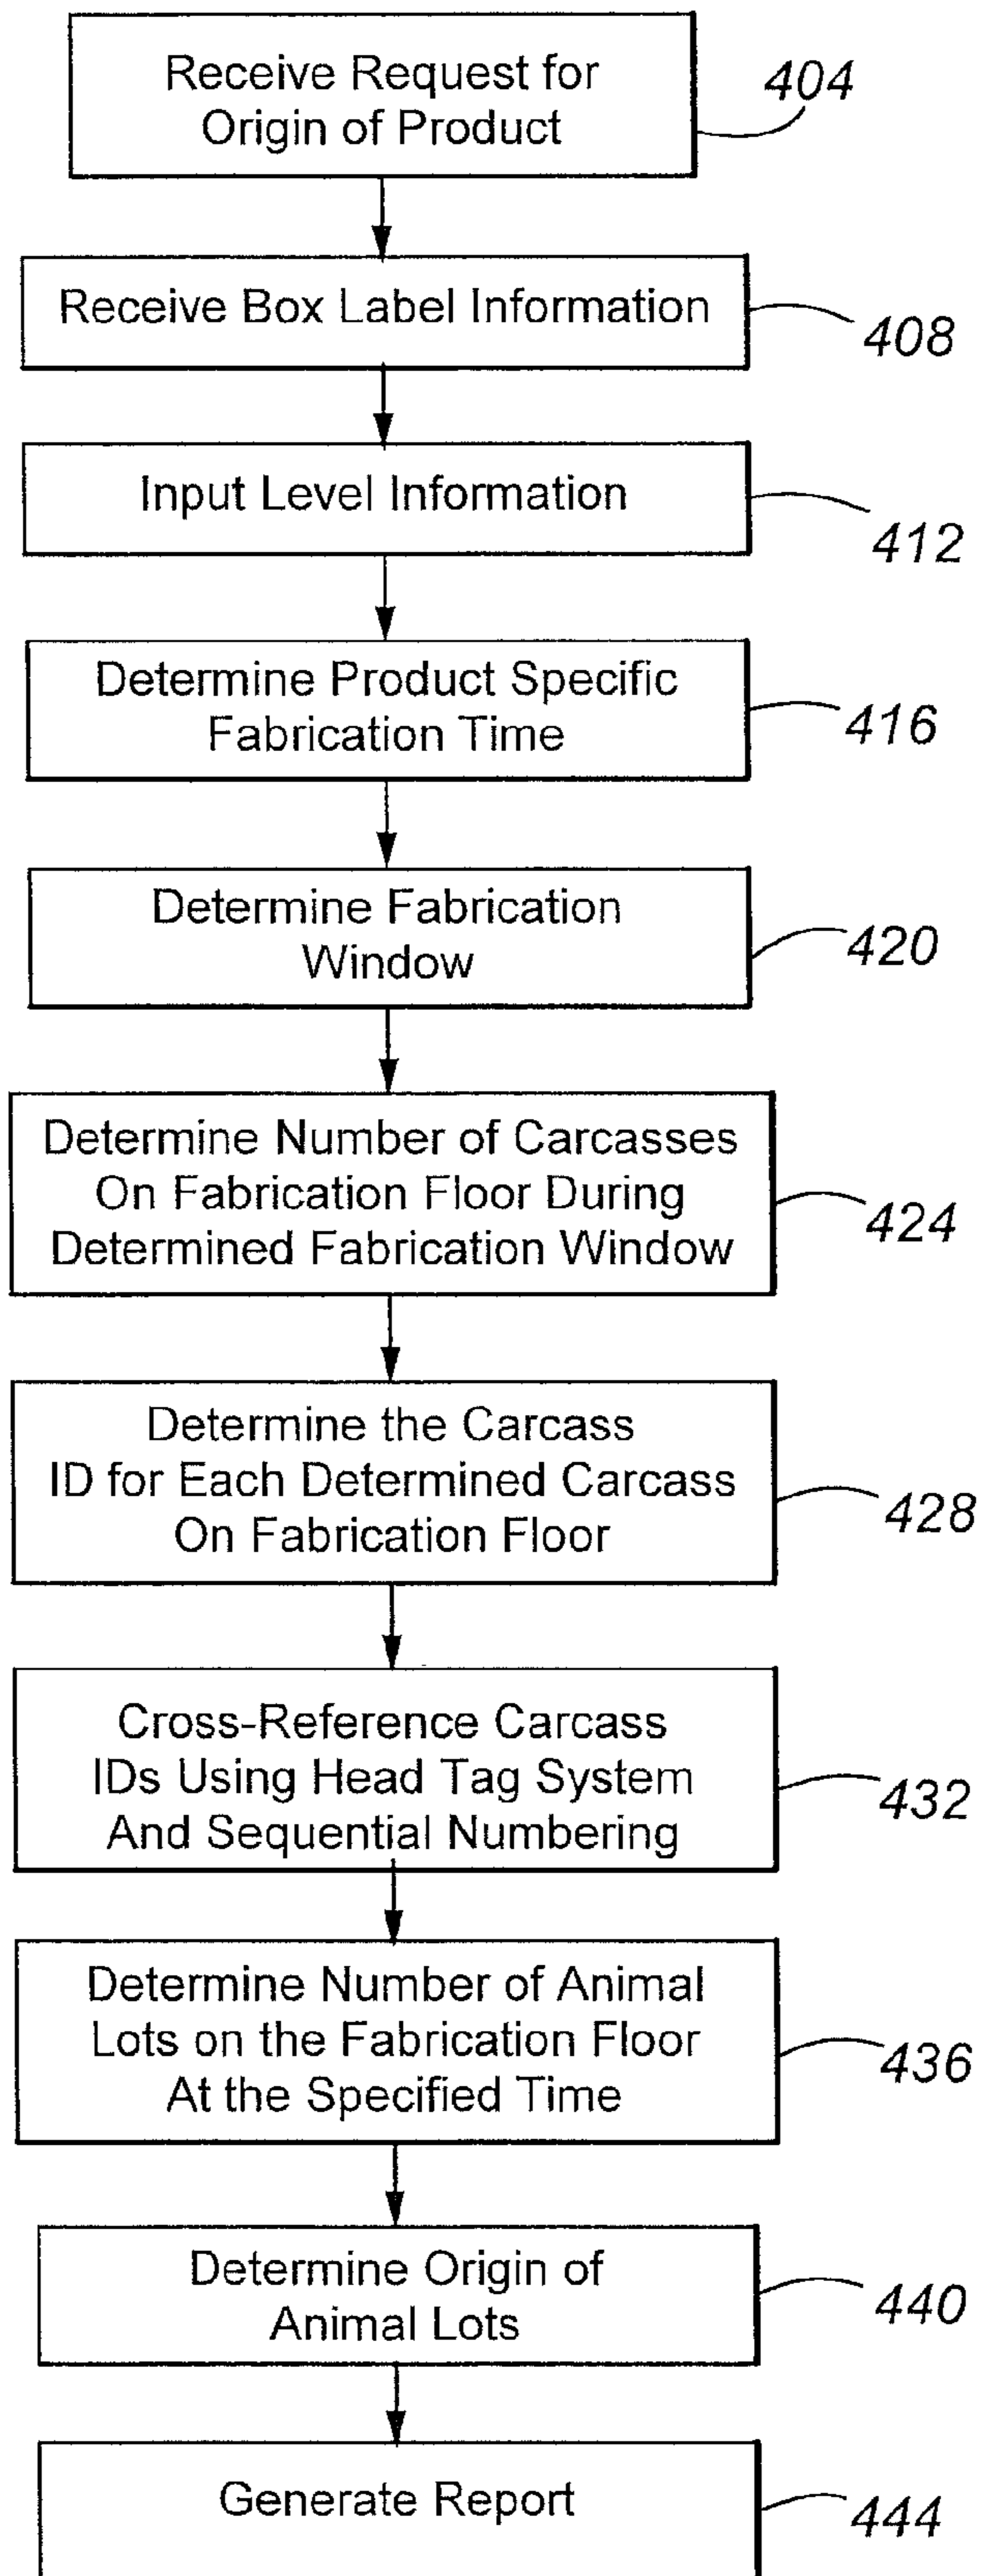 Receive Request for
Origin of Product
404
Receive Box Label Information
408
Input Level Information
412
Determine Product Specific
Fabrication Time
416
Determine Fabrication
Window
420
Determine Number of Carcasses
On Fabrication Floor During
Determined Fabrication Window
424
Determine the Carcass
ID for Each Determined Carcass
On Fabrication Floor
428
Cross-Reference Carcass
IDs Using Head Tag System
And Sequential Numbering
432
Determine Number of Animal
Lots on the Fabrication Floor
At the Specified Time
436
Determine Origin of
Animal Lots
440
Generate Report
444